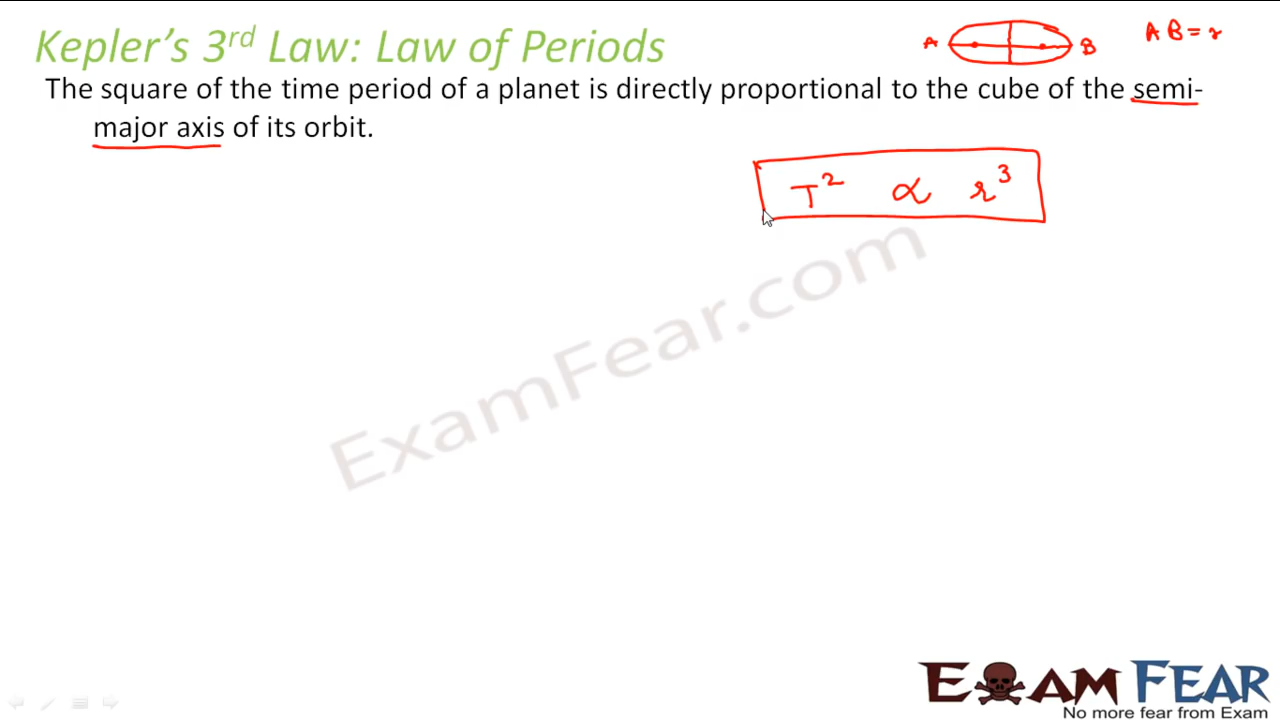 Kepler's 3rd Law: Law of Periods
A B AB = r
The square of the time period of a planet is directly proportional to the cube of the semi-
major axis of its orbit.
T² ∝ r³
ExamFear.com
EXAM FEAR
No more fear from Exam